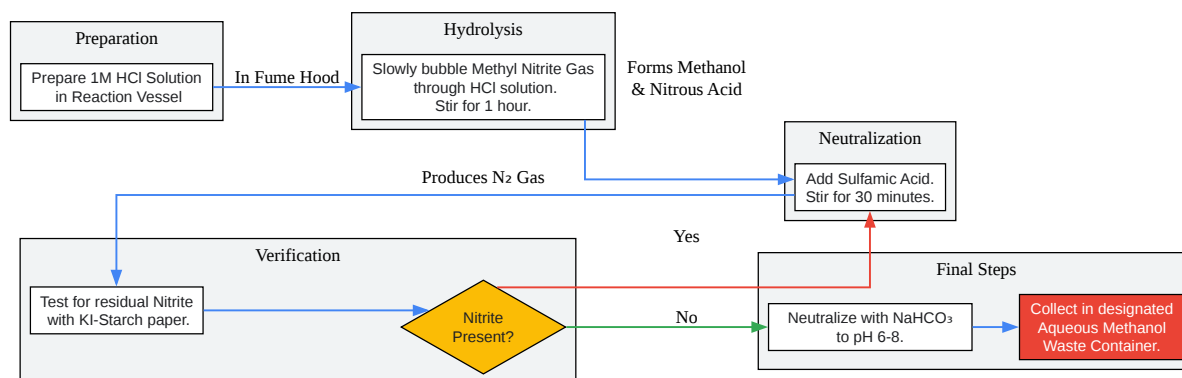 Preparation
Prepare 1M HCl Solution
in Reaction Vessel
In Fume Hood
Hydrolysis
Slowly bubble Methyl Nitrite Gas
through HCl solution.
Stir for 1 hour.
Forms Methanol
& Nitrous Acid
Neutralization
Add Sulfamic Acid.
Stir for 30 minutes.
Produces N₂ Gas
Verification
Test for residual Nitrite
with KI-Starch paper.
Nitrite
Present?
Yes
No
Final Steps
Neutralize with NaHCO₃
to pH 6-8.
Collect in designated
Aqueous Methanol
Waste Container.